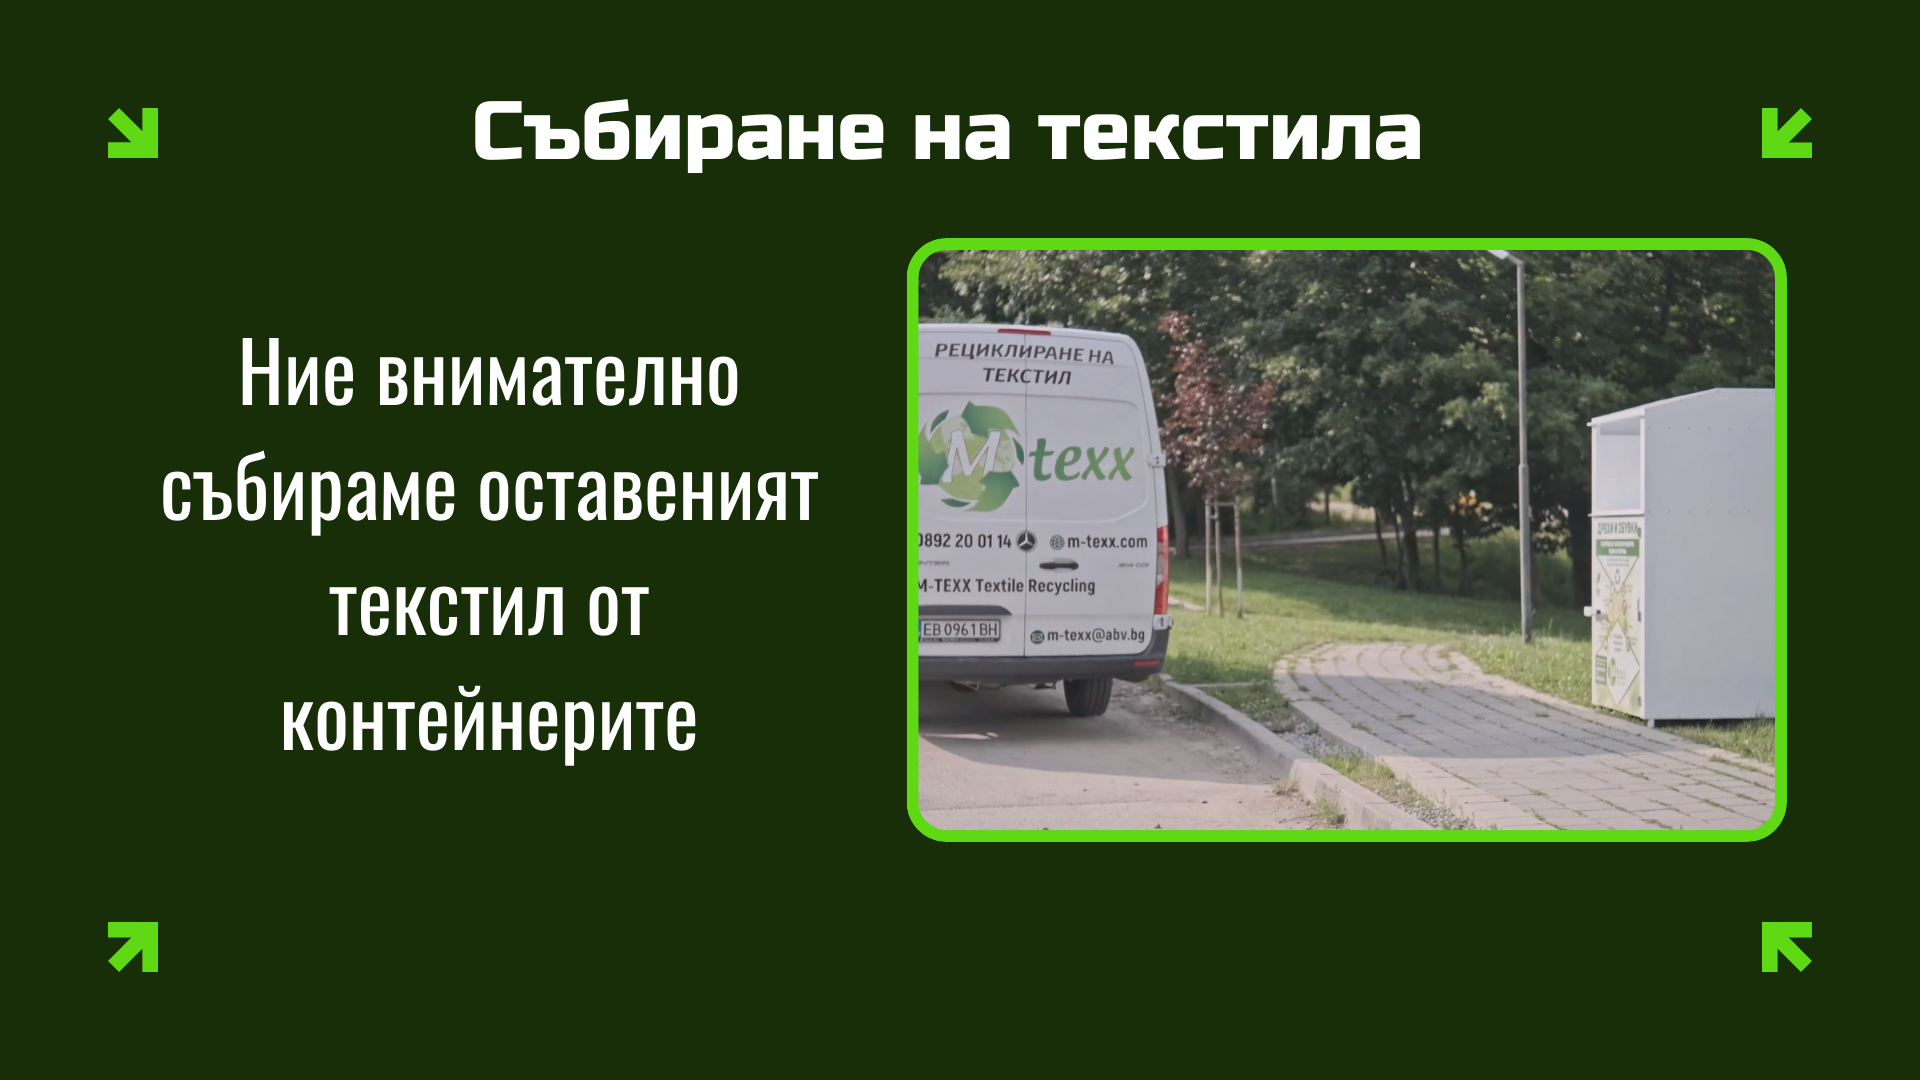 Събиране на текстила
Ние внимателно
събираме оставеният
текстил от
контейнерите
РЕЦИКЛИРАНЕ НА
ТЕКСТИЛ
M texx
0892 20 01 14 m-texx.com
M-TEXX Textile Recycling
EB 0961 BH
m-texx@abv.bg
ДРЕХИ И ОБУВКИ